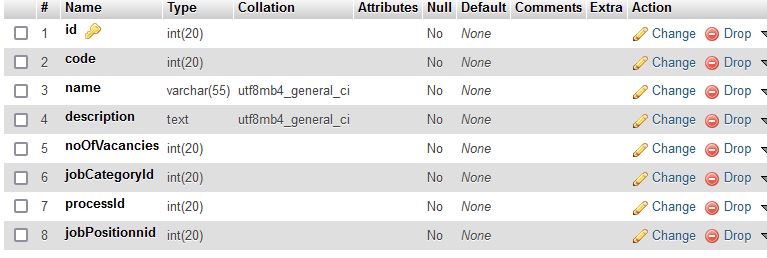 # Name Type Collation Attributes Null Default Comments Extra Action
1 id int(20) No None Change Drop
2 code int(20) No None Change Drop
3 name varchar(55) utf8mb4_general_ci No None Change Drop
4 description text utf8mb4_general_ci No None Change Drop
5 noOfVacancies int(20) No None Change Drop
6 jobCategoryId int(20) No None Change Drop
7 processId int(20) No None Change Drop
8 jobPositionnid int(20) No None Change Drop